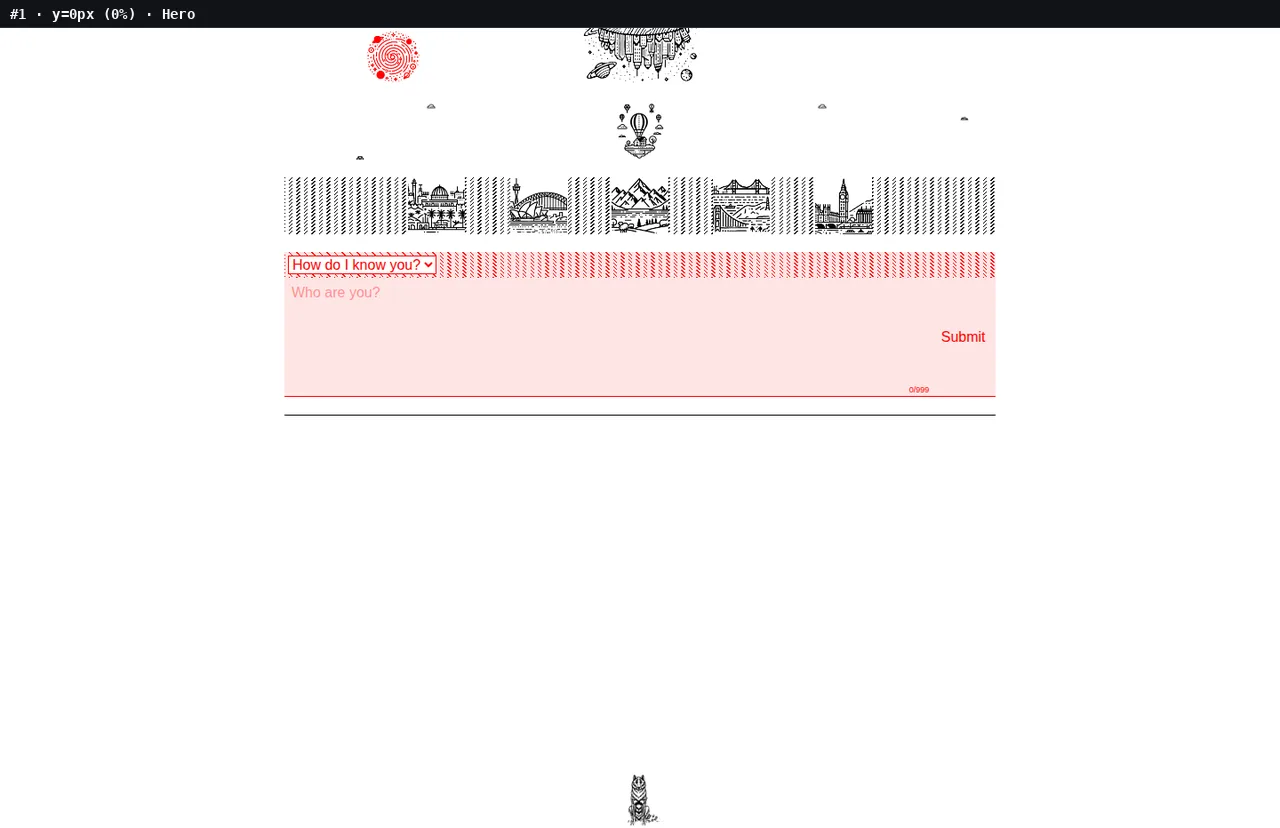 #1 · y=0px (0%) · Hero
How do I know you?
Who are you?
Submit
0/999